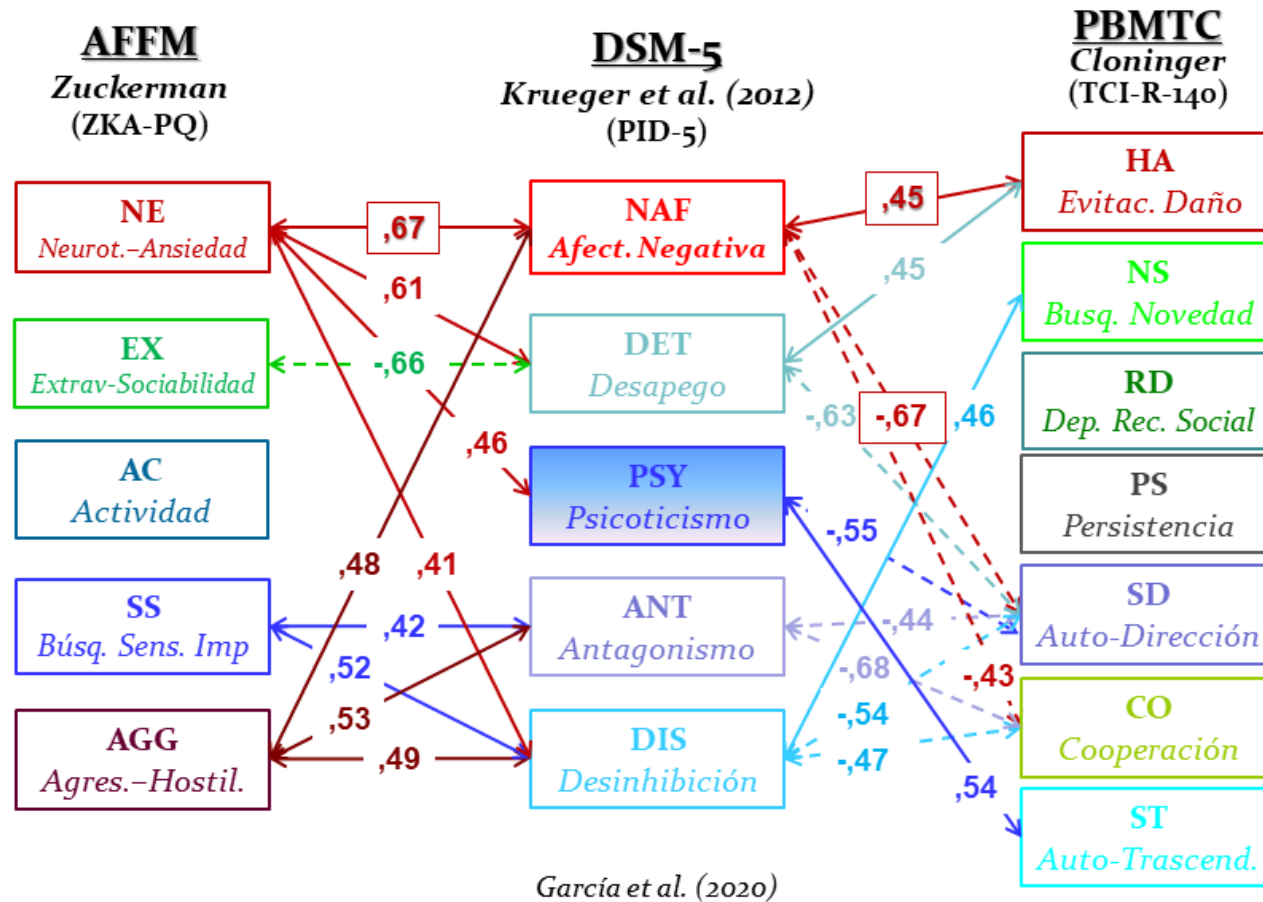 AFFM
Zuckerman
(ZKA-PQ)
DSM-5
Krueger et al. (2012)
(PID-5)
PBMTC
Cloninger
(TCI-R-140)
NE
Neurot.–Ansiedad
EX
Extrav-Sociabilidad
AC
Actividad
SS
Búsq. Sens. Imp
AGG
Agres.–Hostil.
,67
,61
-,66
,46
,48
,41
,42
,52
,53
,49
NAF
Afect. Negativa
DET
Desapego
PSY
Psicoticismo
ANT
Antagonismo
DIS
Desinhibición
,45
,45
-,63
-,67
,46
-,55
-,44
-,68
-,43
-,54
-,47
,54
HA
Evitac. Daño
NS
Busq. Novedad
RD
Dep. Rec. Social
PS
Persistencia
SD
Auto-Dirección
CO
Cooperación
ST
Auto-Trascend.
García et al. (2020)